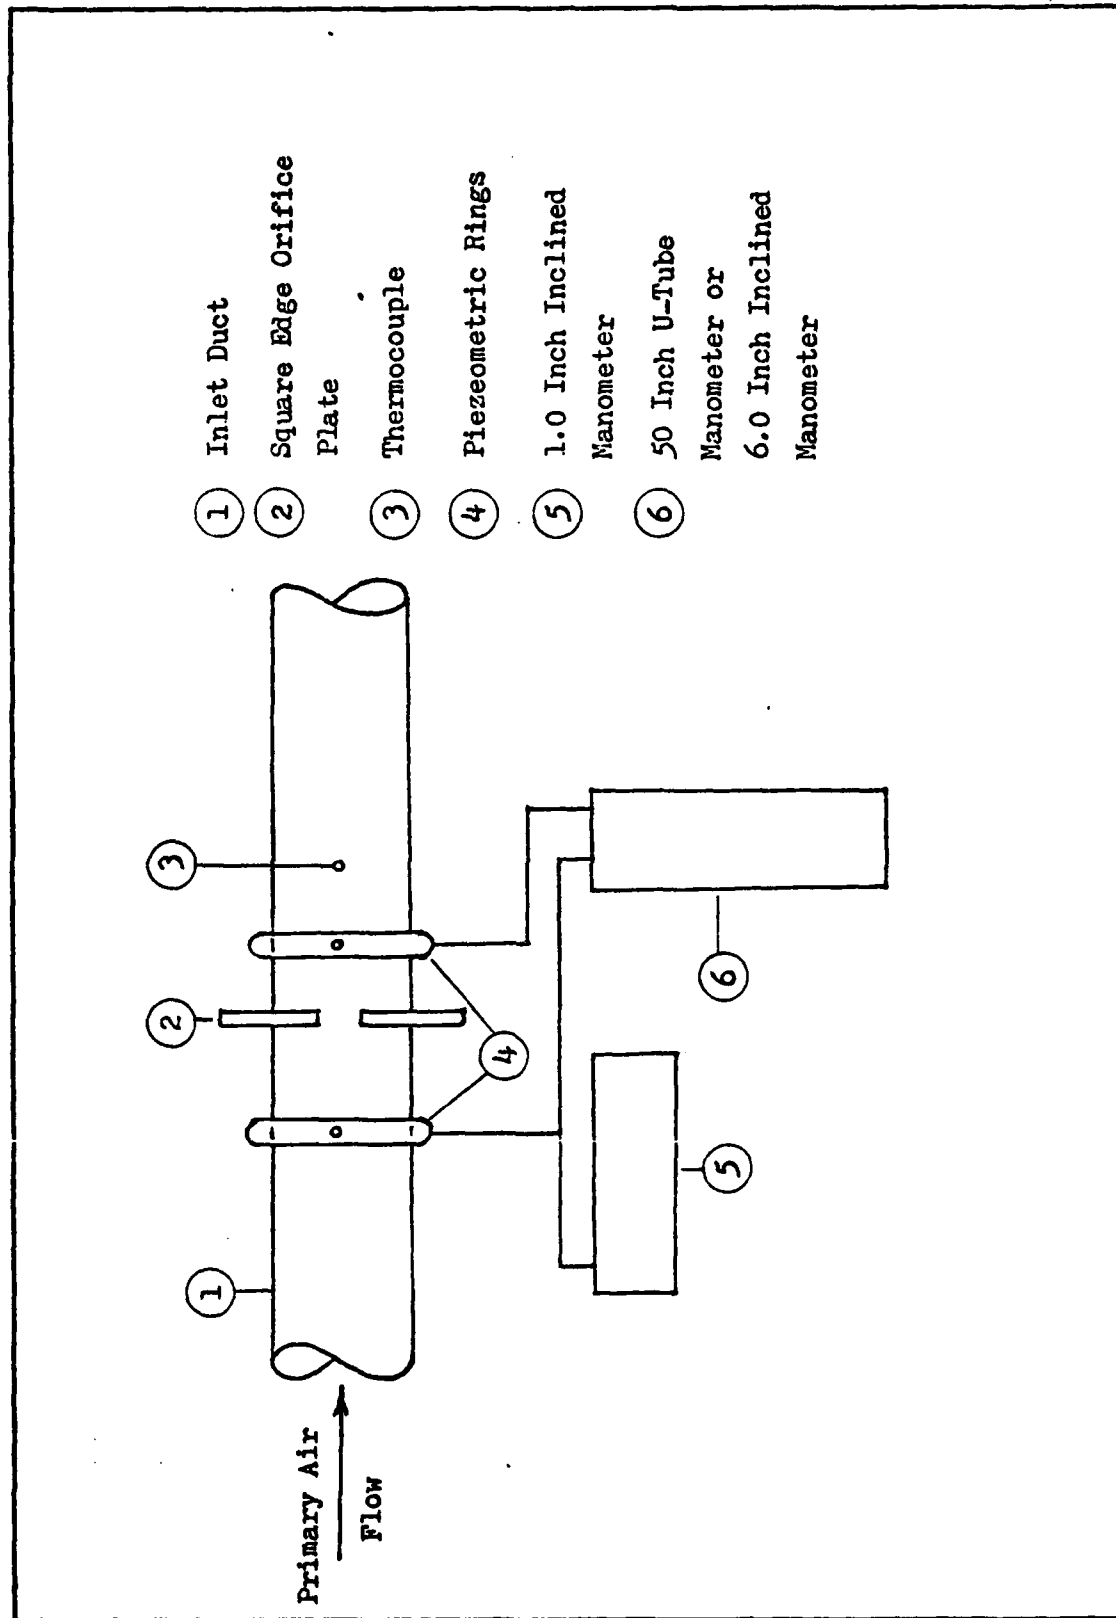 Primary Air
Flow
1
2
3
4
5
6
1 Inlet Duct
2 Square Edge Orifice
Plate
3 Thermocouple
4 Piezeometric Rings
5 1.0 Inch Inclined
Manometer
6 50 Inch U-Tube
Manometer or
6.0 Inch Inclined
Manometer